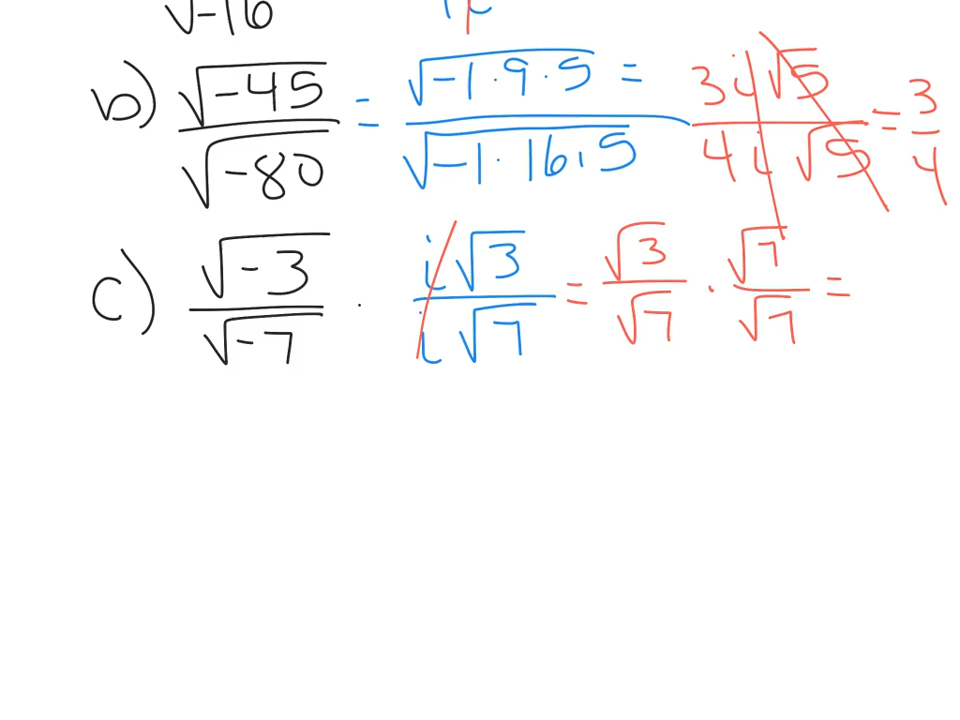 √-16
b) √-45 / √-80 = √-1·9·5 / √-1·16·5 = 3i√5 / 4i√5 = 3/4
c) √-3 / √-7 · i√3 / i√7 = √3 / √7 · √7 / √7 =